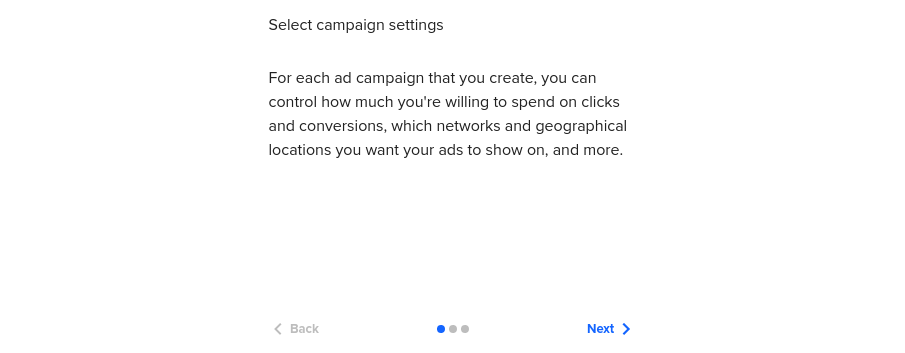 Select campaign settings
For each ad campaign that you create, you can
control how much you're willing to spend on clicks
and conversions, which networks and geographical
locations you want your ads to show on, and more.
Back
Next